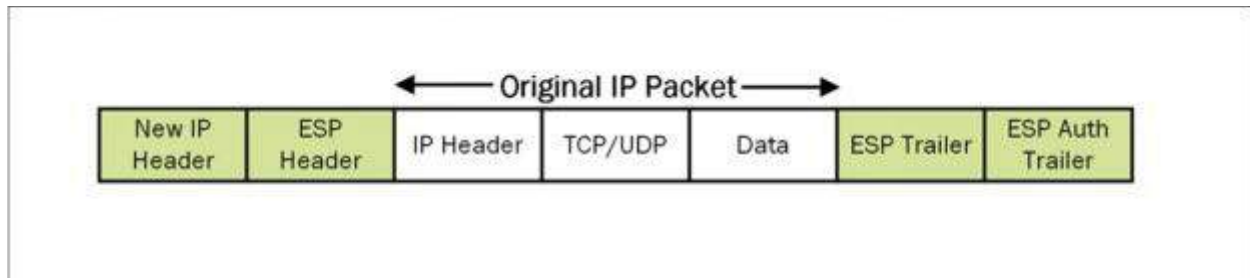 Original IP Packet
New IP
Header
ESP
Header
IP Header
TCP/UDP
Data
ESP Trailer
ESP Auth
Trailer